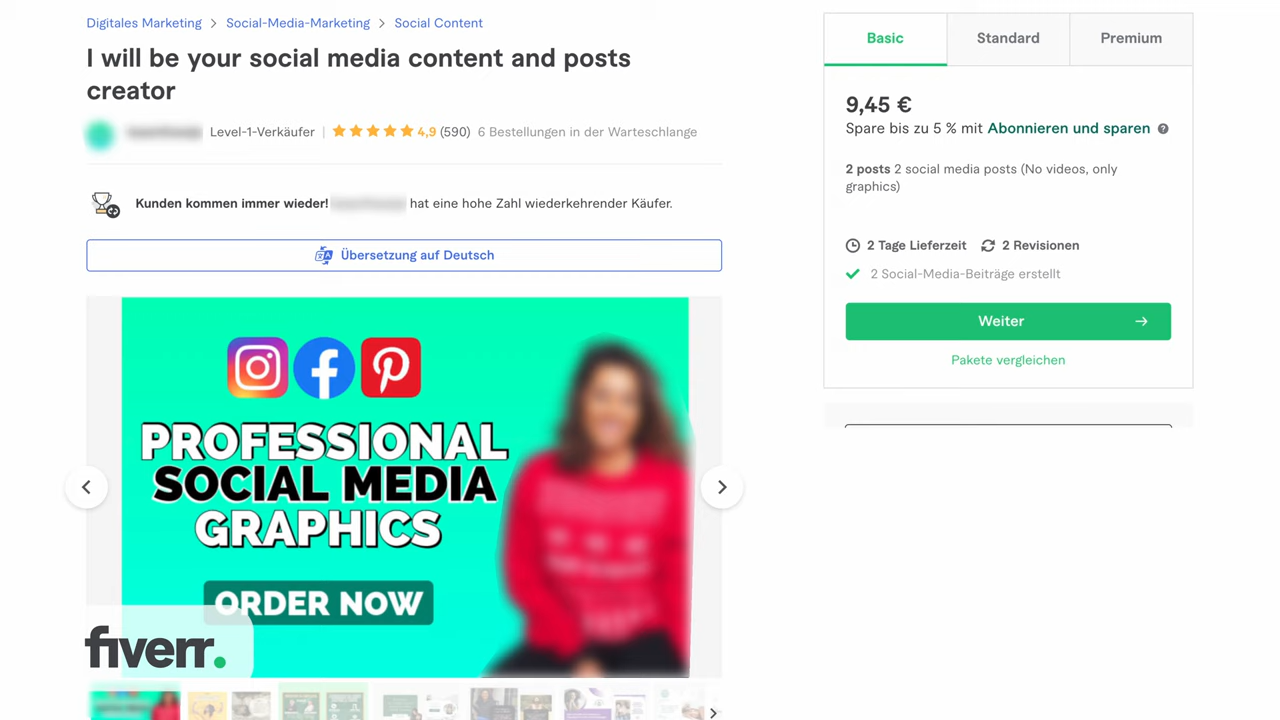 Digitales Marketing > Social-Media-Marketing > Social Content
I will be your social media content and posts
creator
Level-1-Verkäufer | 4,9 (590) 6 Bestellungen in der Warteschlange
Kunden kommen immer wieder! hat eine hohe Zahl wiederkehrender Käufer.
Übersetzung auf Deutsch
PROFESSIONAL
SOCIAL MEDIA
GRAPHICS
ORDER NOW
fiverr.
Basic Standard Premium
9,45 €
Spare bis zu 5 % mit Abonnieren und sparen ?
2 posts 2 social media posts (No videos, only
graphics)
2 Tage Lieferzeit 2 Revisionen
2 Social-Media-Beiträge erstellt
Weiter →
Pakete vergleichen